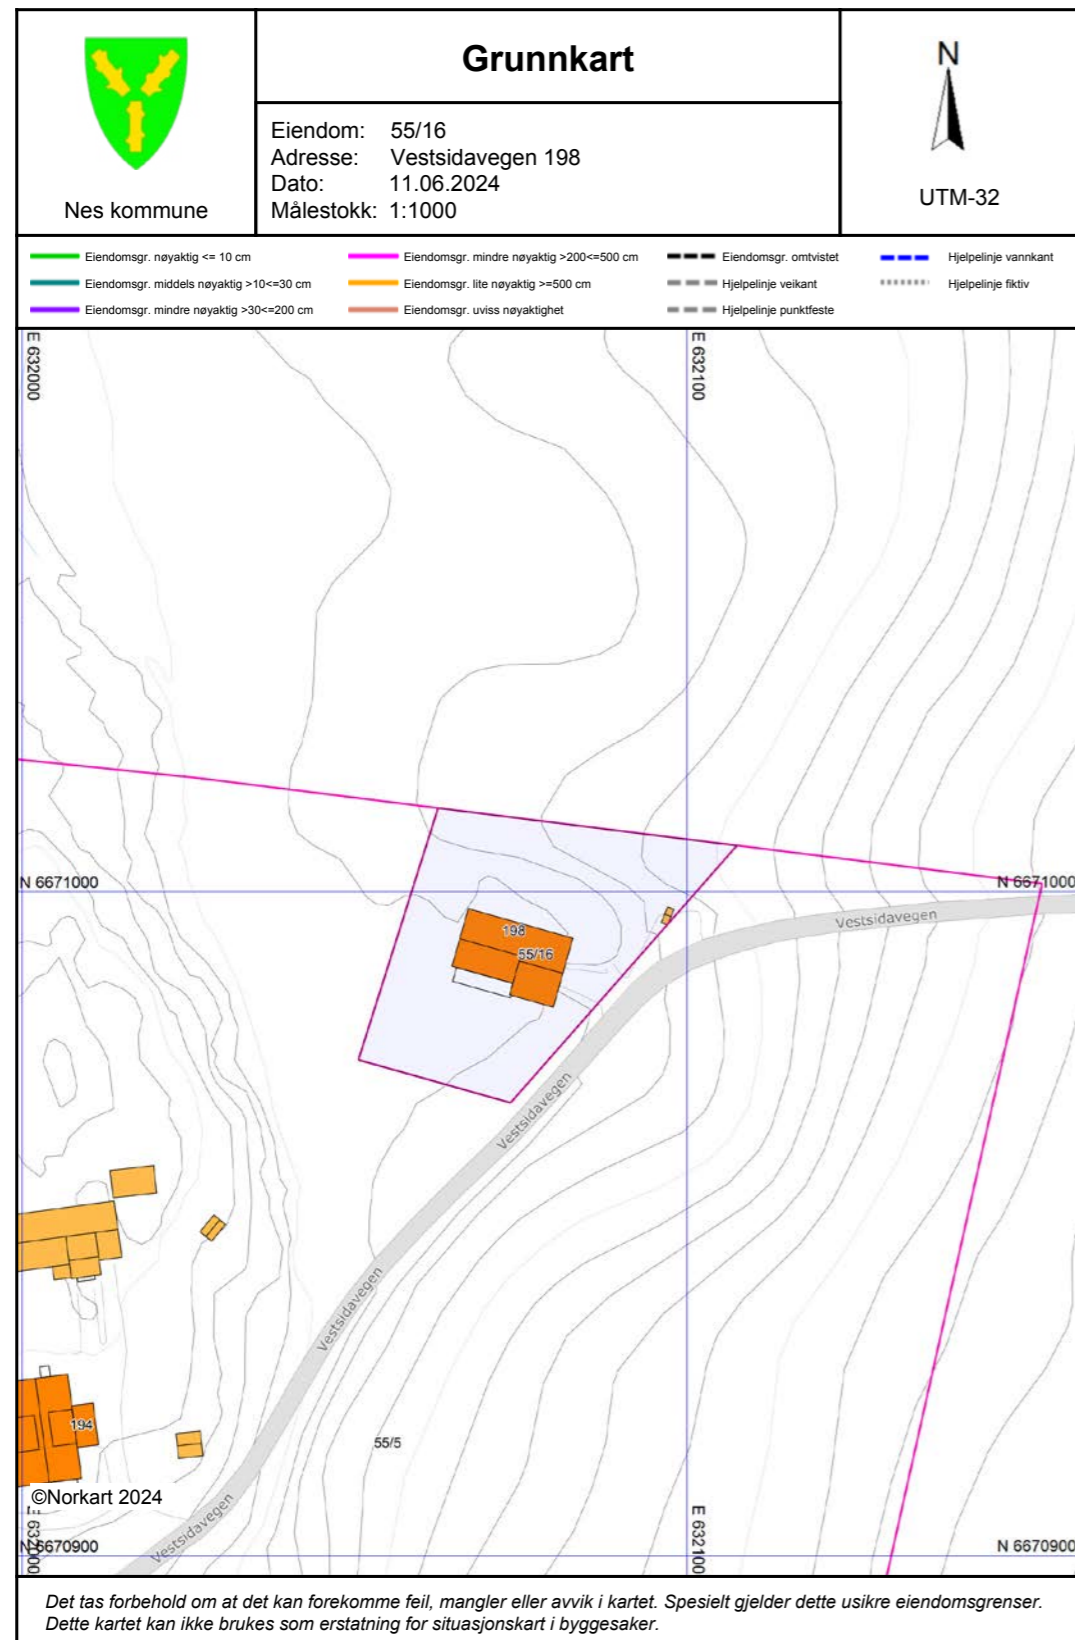 Grunnkart
Nes kommune
Eiendom: 55/16
Adresse: Vestsidavegen 198
Dato: 11.06.2024
Målestokk: 1:1000
N
UTM-32
Eiendomsgr. nøyaktig <= 10 cm
Eiendomsgr. middels nøyaktig >10<=30 cm
Eiendomsgr. mindre nøyaktig >30<=200 cm
Eiendomsgr. mindre nøyaktig >200<=500 cm
Eiendomsgr. lite nøyaktig >=500 cm
Eiendomsgr. uviss nøyaktighet
Eiendomsgr. omtvistet
Hjelpelinje veikant
Hjelpelinje punktfeste
Hjelpelinje vannkant
Hjelpelinje fiktiv
E 632000
E 632100
N 6671000
N 6671000
198
55/16
Vestsidavegen
Vestsidavegen
Vestsidavegen
194
55/5
©Norkart 2024
Vestsidavegen
E 632000
E 632100
N 6670900
N 6670900
Det tas forbehold om at det kan forekomme feil, mangler eller avvik i kartet. Spesielt gjelder dette usikre eiendomsgrenser.
Dette kartet kan ikke brukes som erstatning for situasjonskart i byggesaker.